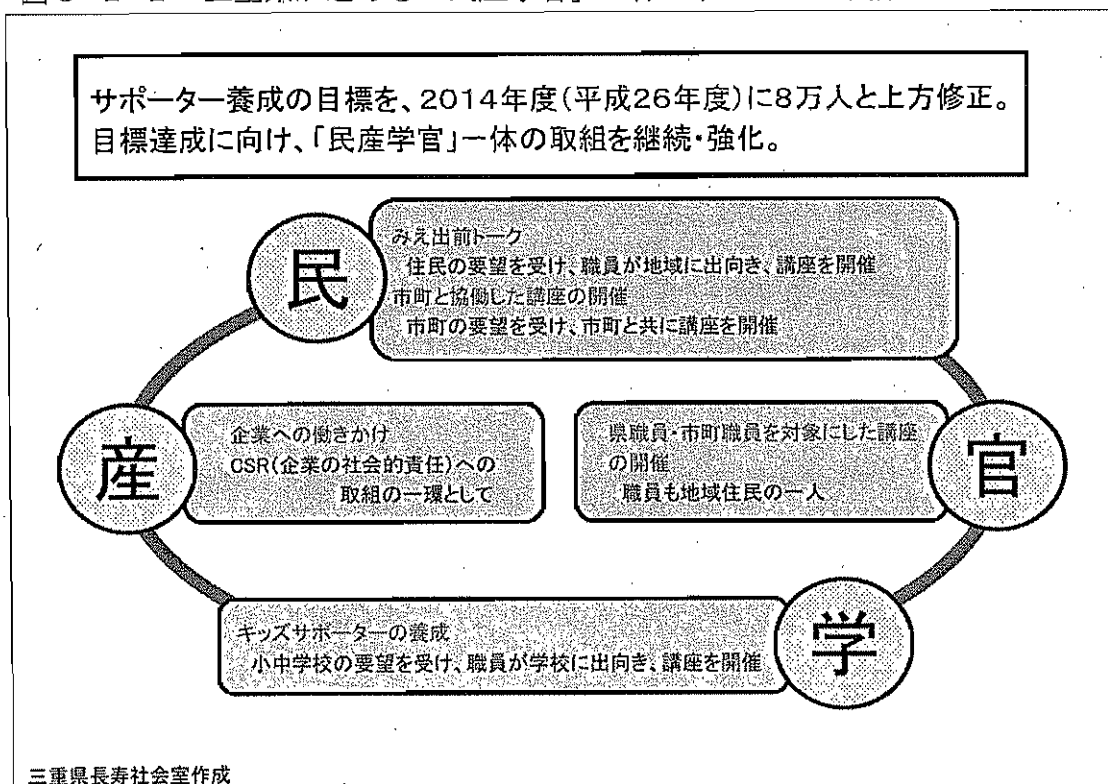 サポーター養成の目標を、2014年度(平成26年度)に8万人と上方修正。
目標達成に向け、「民産学官」一体の取組を継続・強化。
民
みえ出前トーク
住民の要望を受け、職員が地域に出向き、講座を開催
市町と協働した講座の開催
市町の要望を受け、市町と共に講座を開催
産
企業への働きかけ
CSR(企業の社会的責任)への
取組の一環として
県職員・市町職員を対象にした講座
の開催
職員も地域住民の一人
官
キッズサポーターの養成
小中学校の要望を受け、職員が学校に出向き、講座を開催
学
三重県長寿社会室作成